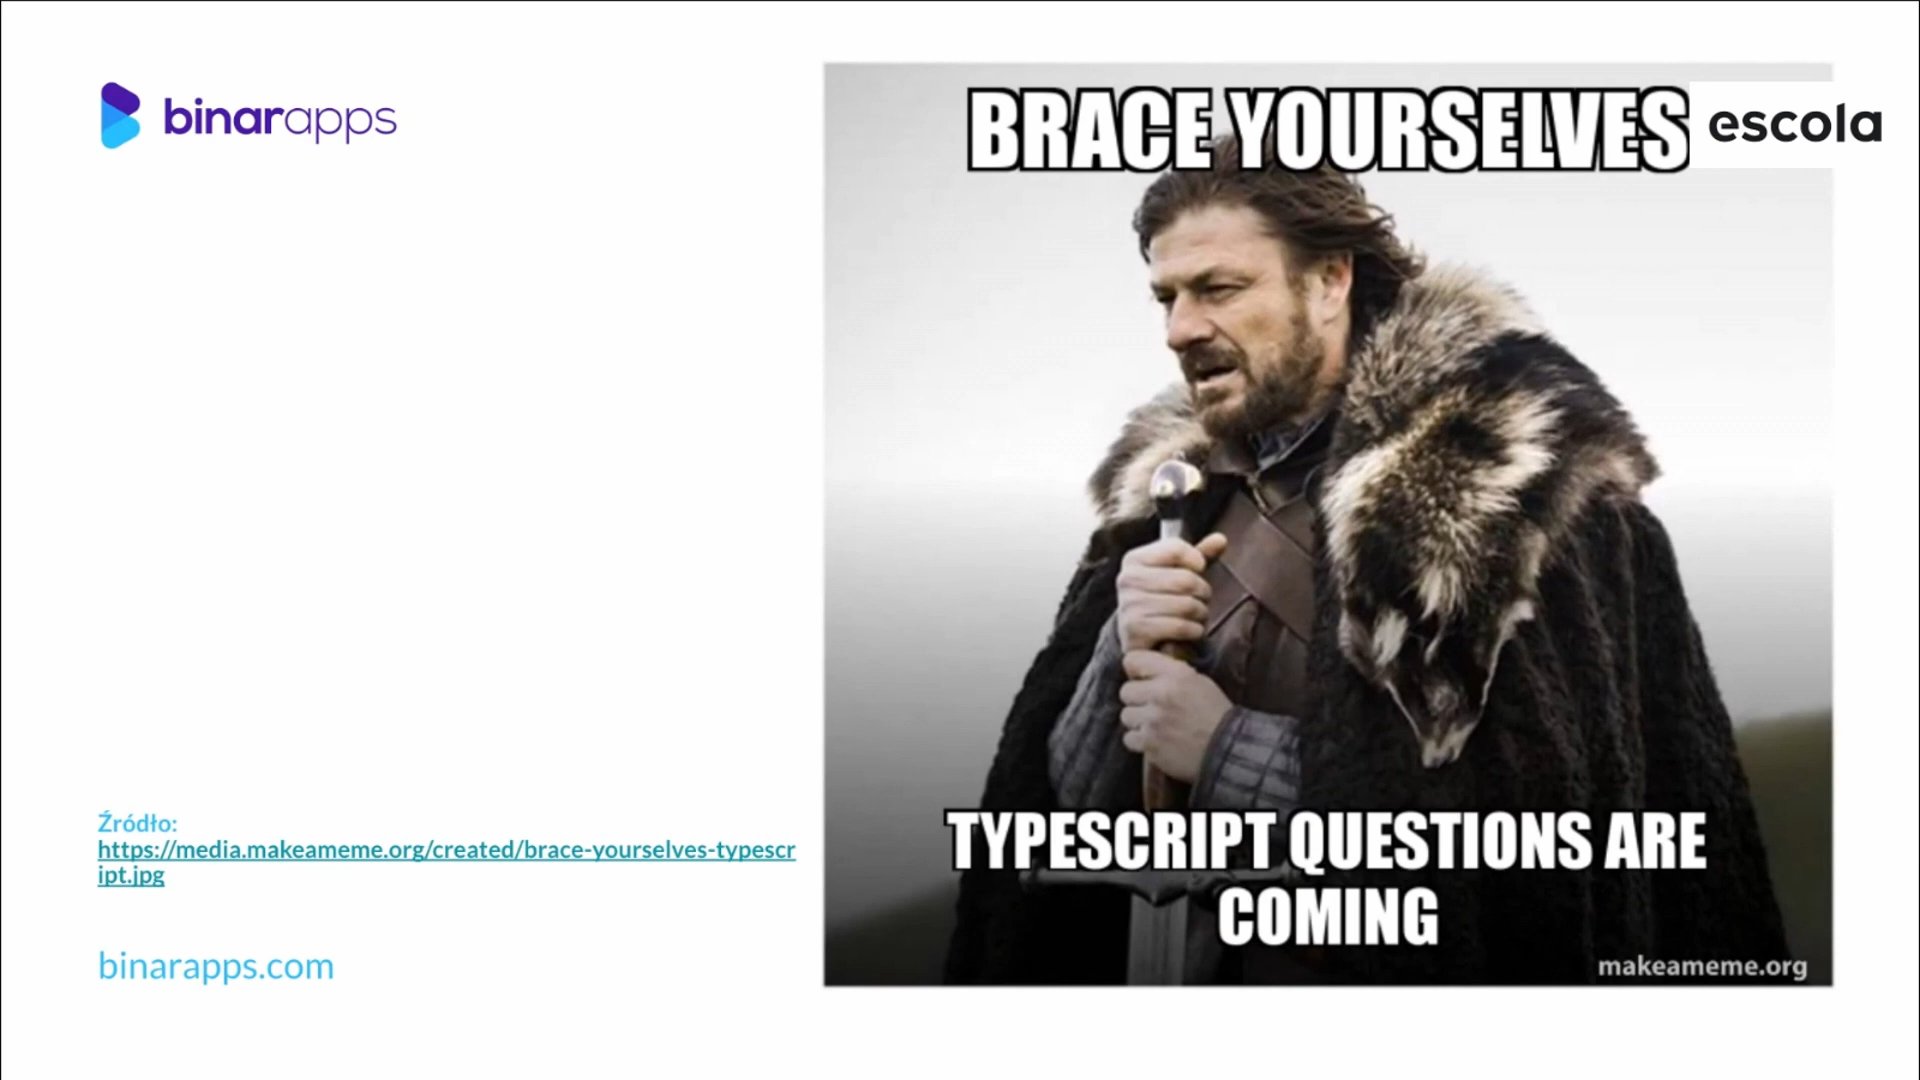 binarapps
BRACE YOURSELVES
escola
Źródło:
https://media.makeameme.org/created/brace-yourselves-typescr
ipt.jpg
binarapps.com
TYPESCRIPT QUESTIONS ARE
COMING
makeameme.org